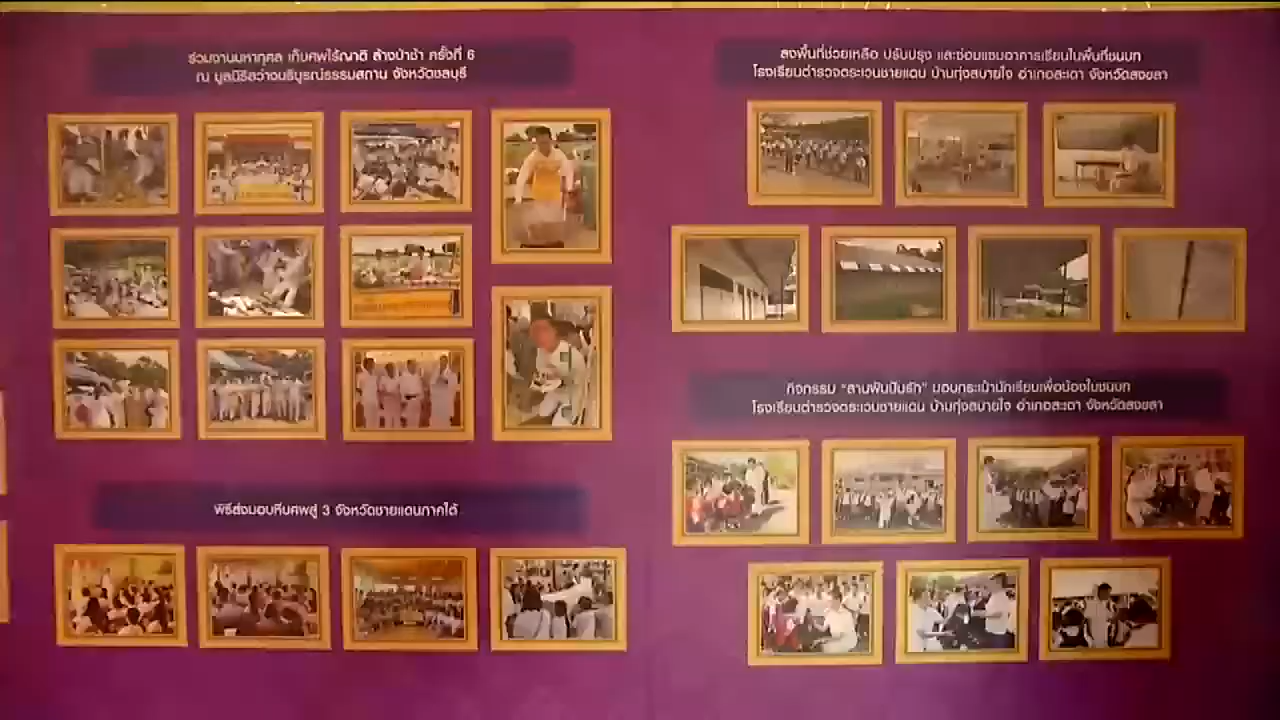 ร่วมงานมหากุศล เก็บศพไร้ญาติ ล้างป่าช้า ครั้งที่ 6
ณ มูลนิธิสว่างบริบูรณ์ธรรมสถาน จังหวัดชลบุรี
พิธีส่งมอบหีบศพสู่ 3 จังหวัดชายแดนภาคใต้
ลงพื้นที่ช่วยเหลือ ปรับปรุง และซ่อมแซมอาคารเรียนในพื้นที่ชนบท
โรงเรียนตำรวจตระเวนชายแดน บ้านทุ่งสบายใจ อำเภอสะเดา จังหวัดสงขลา
กิจกรรม "สานฝันปันรัก" มอบกระเป๋านักเรียนเพื่อน้องในชนบท
โรงเรียนตำรวจตระเวนชายแดน บ้านทุ่งสบายใจ อำเภอสะเดา จังหวัดสงขลา